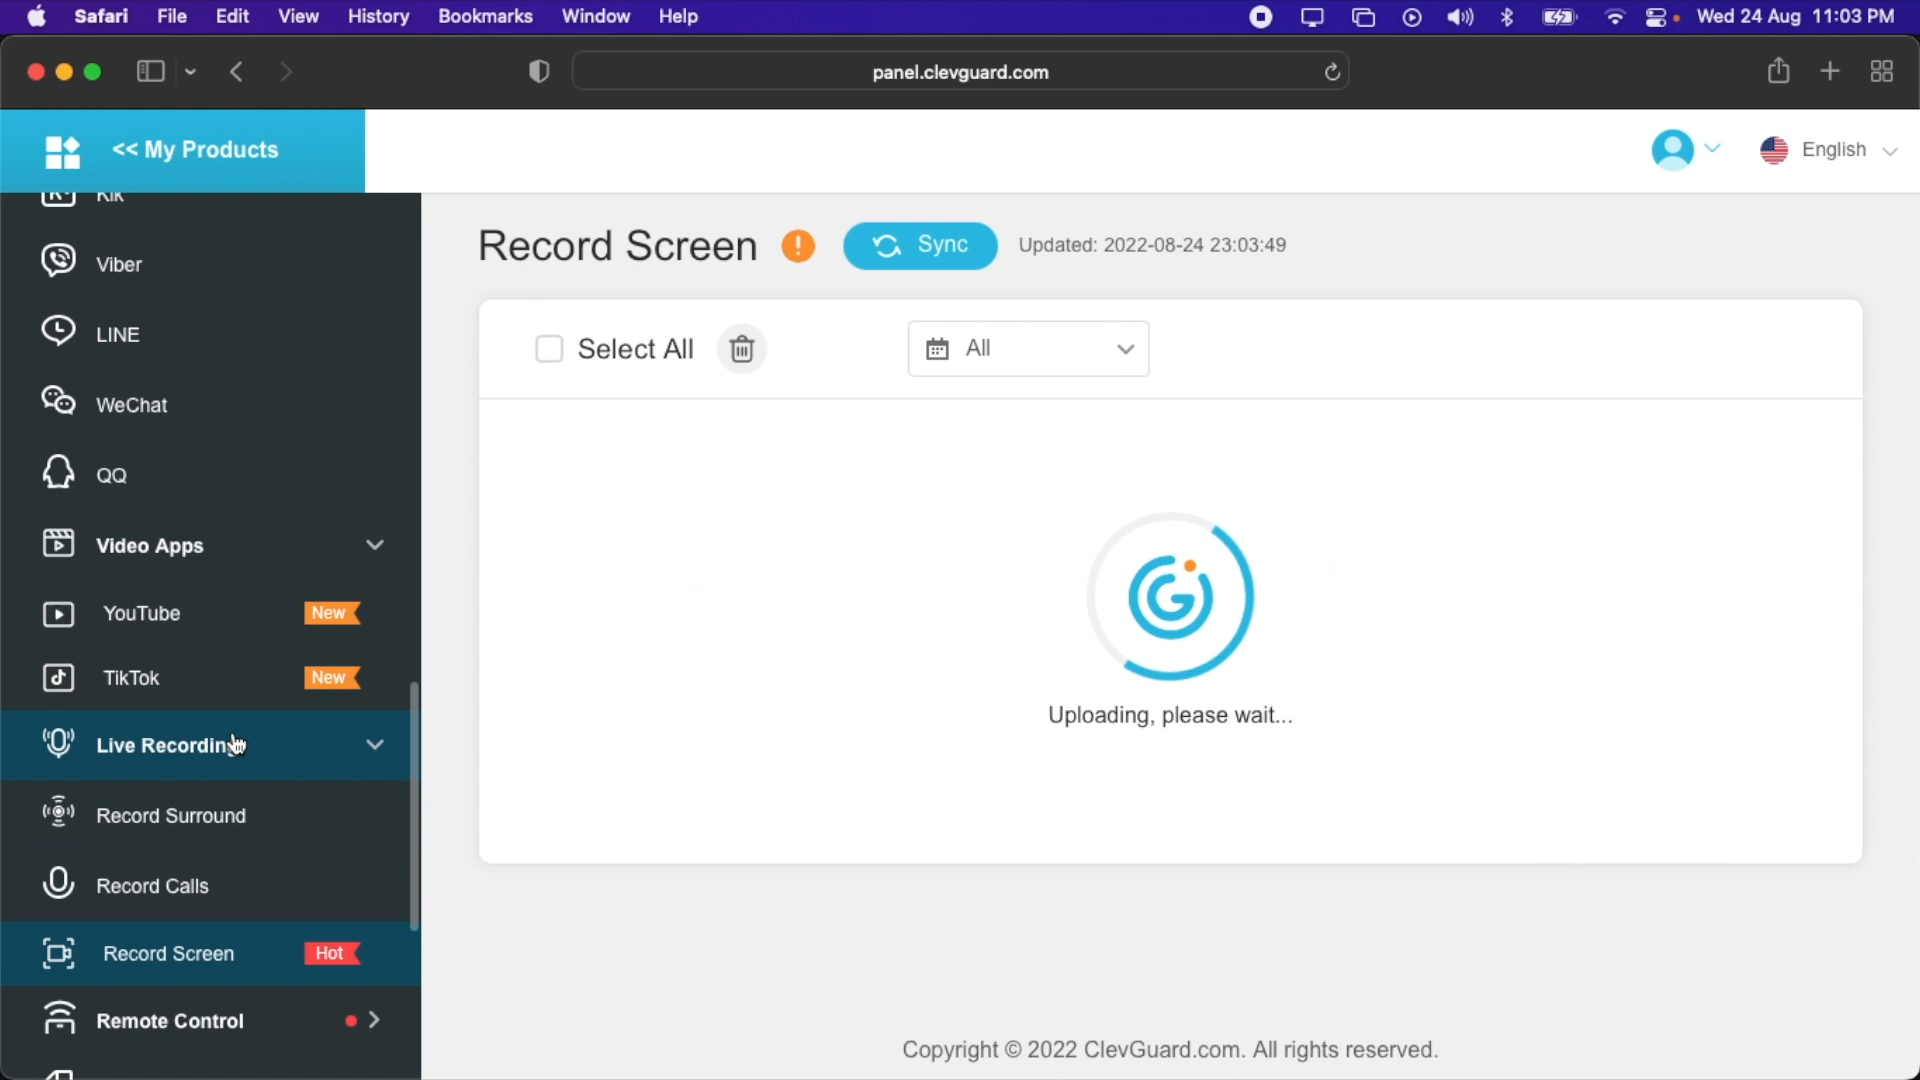 Safari File Edit View History Bookmarks Window Help Wed 24 Aug 11:03 PM
panel.clevguard.com
<< My Products
English
Kik
Viber
LINE
WeChat
QQ
Video Apps
YouTube New
TikTok New
Live Recording
Record Surround
Record Calls
Record Screen Hot
Remote Control
Record Screen ! Sync Updated: 2022-08-24 23:03:49
Select All All
Uploading, please wait...
Copyright © 2022 ClevGuard.com. All rights reserved.